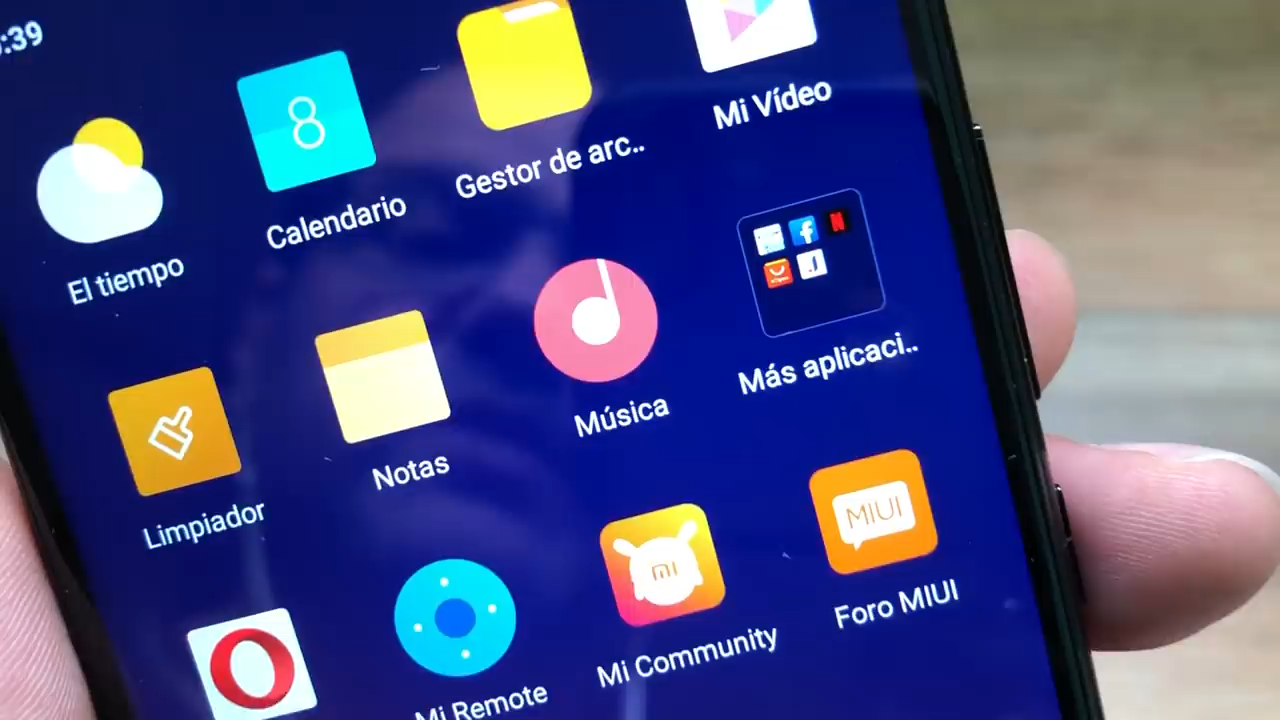 :39
8
El tiempo
Calendario
Gestor de arc..
Mi Vídeo
Limpiador
Notas
Música
Más aplicaci..
Mi Remote
MI
Mi Community
MIUI
Foro MIUI